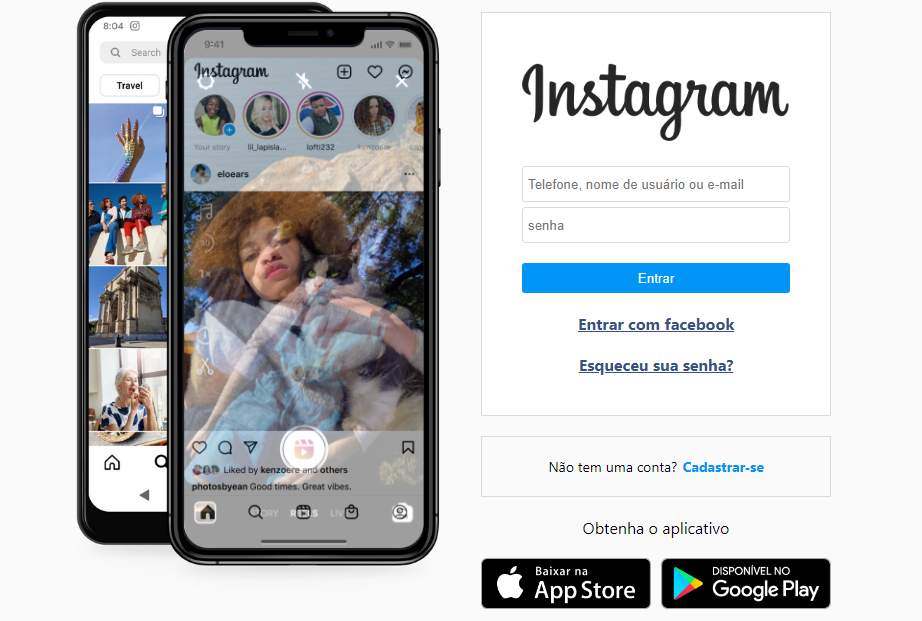 8:04
Search
Travel
9:41
Instagram
Your story
lil_lapisla...
lofti232
kenzoere
eloears
Liked by kenzoere and others
photosbyean Good times. Great vibes.
REELS
Instagram
Telefone, nome de usuário ou e-mail
senha
Entrar
Entrar com facebook
Esqueceu sua senha?
Não tem uma conta? Cadastrar-se
Obtenha o aplicativo
Baixar na
App Store
DISPONÍVEL NO
Google Play